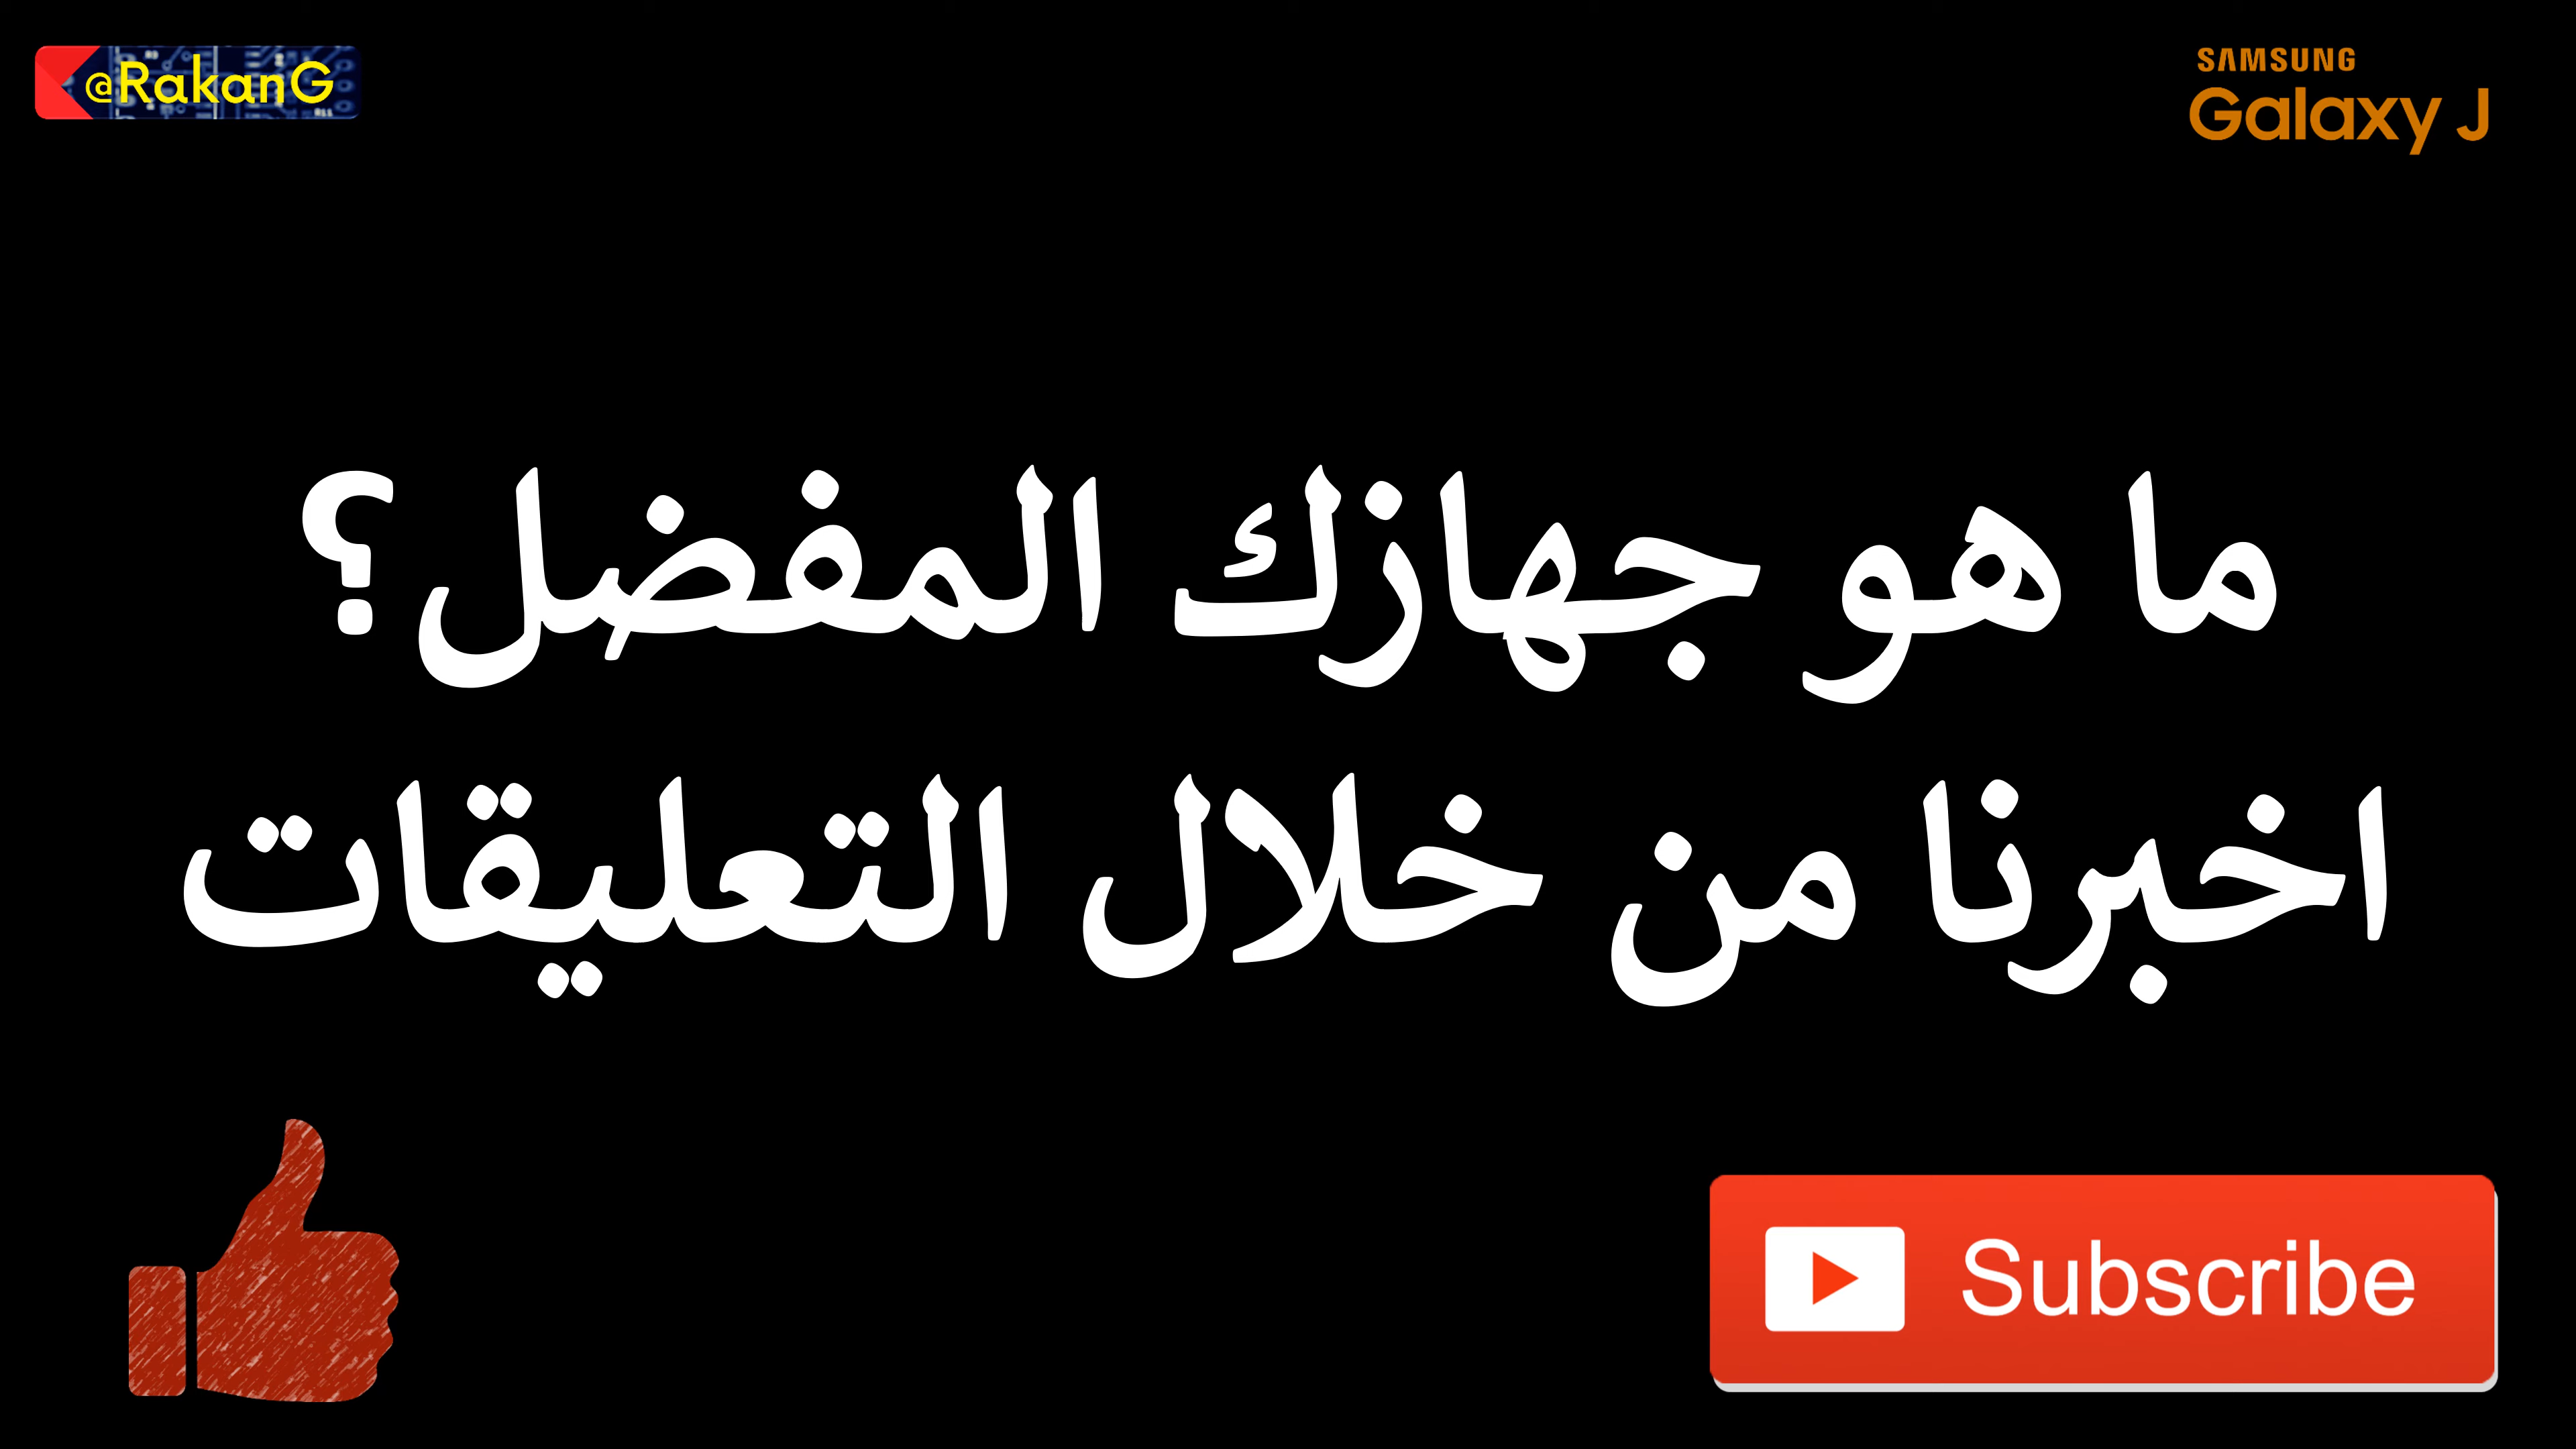 @RakanG
SAMSUNG
Galaxy J
ما هو جهازك المفضل؟
اخبرنا من خلال التعليقات
Subscribe